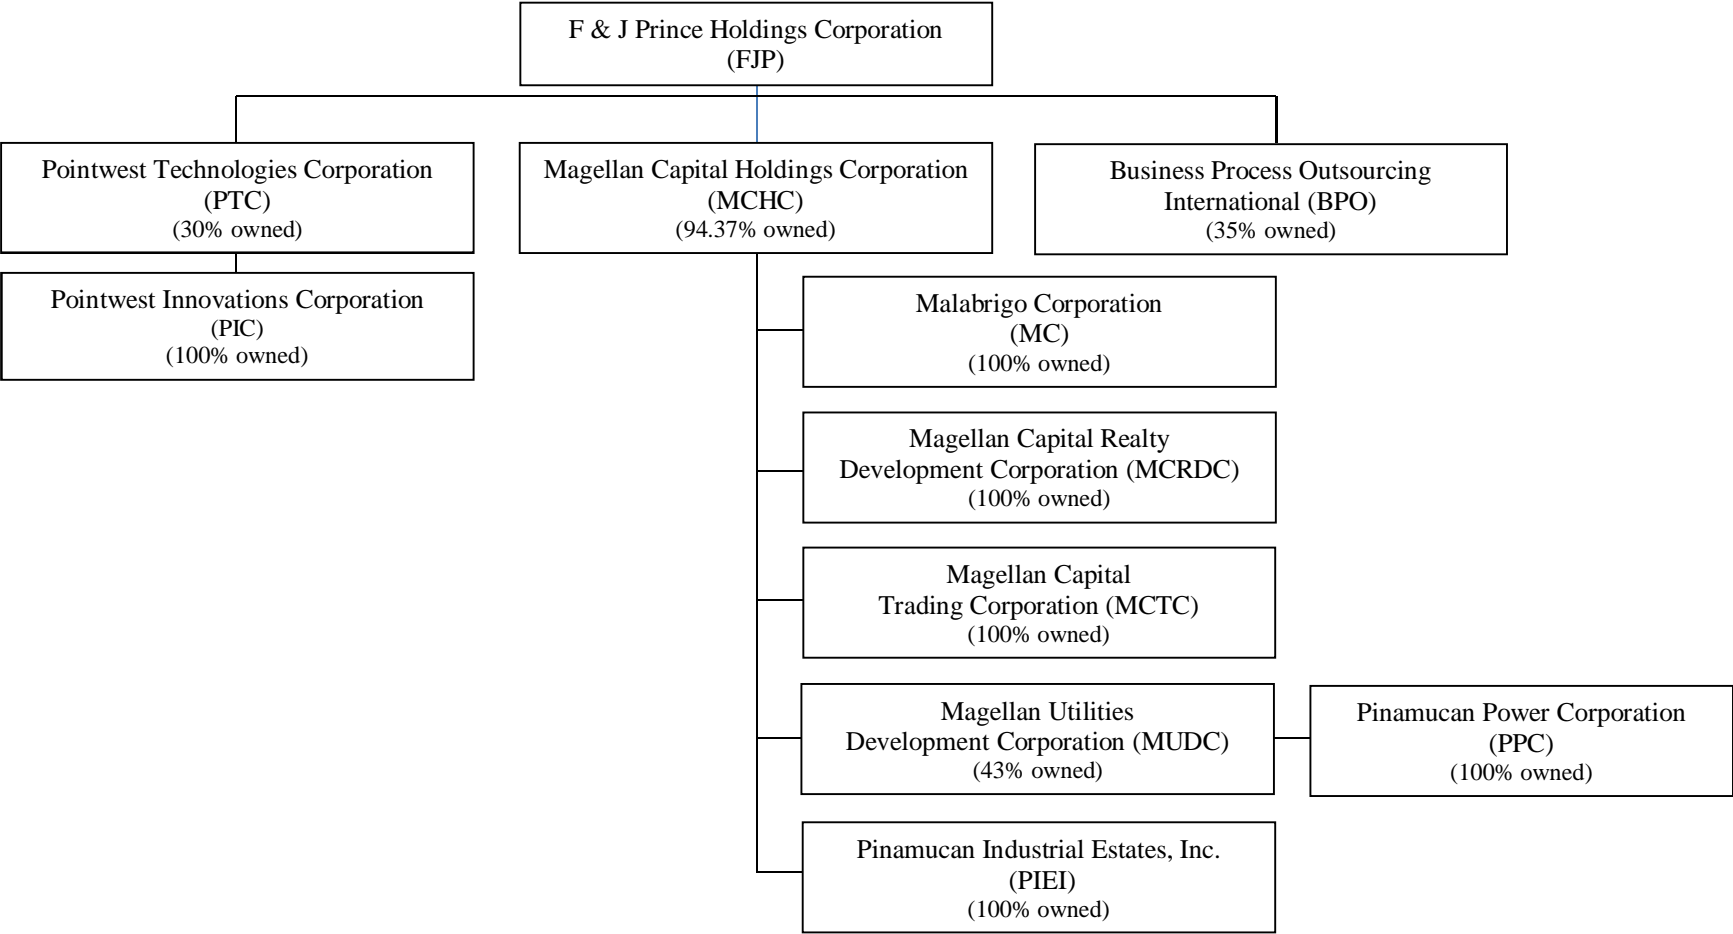 F & J Prince Holdings Corporation
(FJP)
Pointwest Technologies Corporation
(PTC)
(30% owned)
Magellan Capital Holdings Corporation
(MCHC)
(94.37% owned)
Business Process Outsourcing
International (BPO)
(35% owned)
Pointwest Innovations Corporation
(PIC)
(100% owned)
Malabrigo Corporation
(MC)
(100% owned)
Magellan Capital Realty
Development Corporation (MCRDC)
(100% owned)
Magellan Capital
Trading Corporation (MCTC)
(100% owned)
Magellan Utilities
Development Corporation (MUDC)
(43% owned)
Pinamucan Power Corporation
(PPC)
(100% owned)
Pinamucan Industrial Estates, Inc.
(PIEI)
(100% owned)